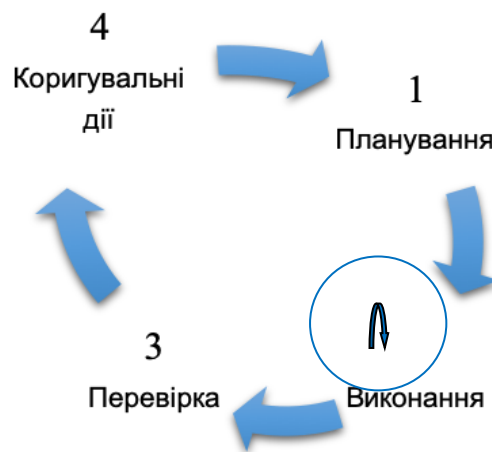 4
Коригувальні
дії
1
Планування
3
Перевірка
Виконання